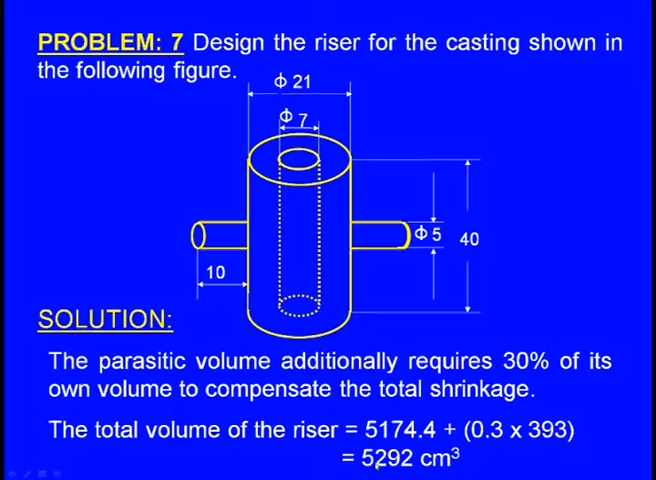 PROBLEM: 7 Design the riser for the casting shown in
the following figure.
Φ 21
Φ 7
Φ 5
40
10
SOLUTION:
The parasitic volume additionally requires 30% of its
own volume to compensate the total shrinkage.
The total volume of the riser = 5174.4 + (0.3 x 393)
= 5292 cm³